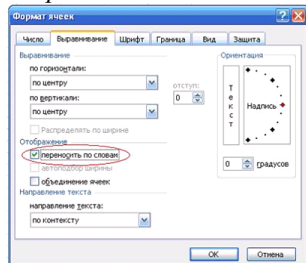 Формат ячеек
Число Выравнивание Шрифт Граница Вид Защита
Выравнивание
по горизонтали:
по центру
отступ:
по вертикали:
0
по центру
Распределять по ширине
Отображение
переносить по словам
автоподбор ширины
объединение ячеек
Направление текста
направление текста:
по контексту
Ориентация
Текст
Надпись
0 градусов
ОК Отмена